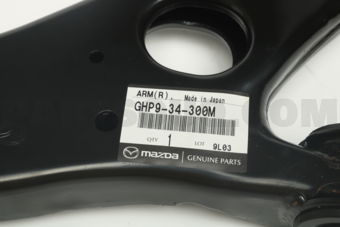 ARM(R). Made in Japan
GHP9-34-300M
QTY 1 LOT 9L03
mazda GENUINE PARTS